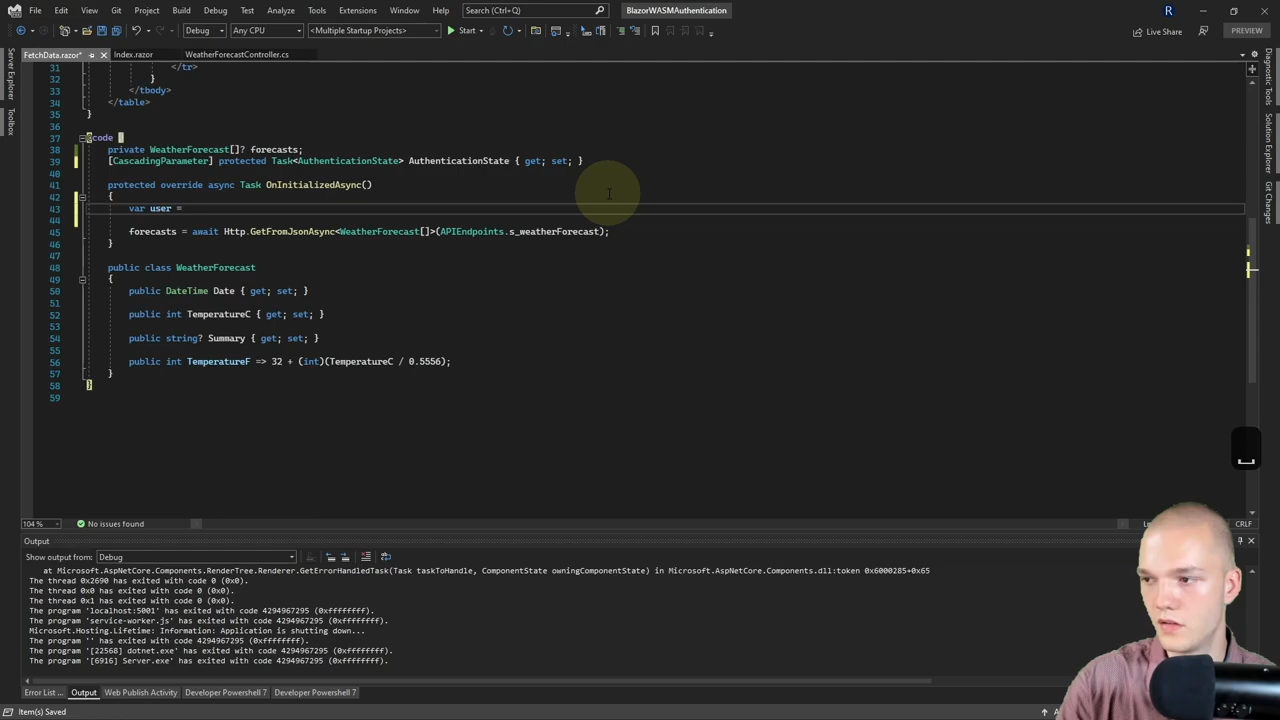 File Edit View Git Project Build Debug Test Analyze Tools Extensions Window Help Search (Ctrl+Q) BlazorWASMAuthentication R
Debug Any CPU <Multiple Startup Projects> Start Live Share PREVIEW
FetchData.razor* Index.razor WeatherForecastController.cs
Server Explorer
Toolbox
Diagnostic Tools
Solution Explorer
Git Changes
31 </tr>
32 }
33 </tbody>
34 </table>
35 }
36
37 @code {
38 private WeatherForecast[]? forecasts;
39 [CascadingParameter] protected Task<AuthenticationState> AuthenticationState { get; set; }
40
41 protected override async Task OnInitializedAsync()
42 {
43 var user =
44
45 forecasts = await Http.GetFromJsonAsync<WeatherForecast[]>(APIEndpoints.s_weatherForecast);
46 }
47
48 public class WeatherForecast
49 {
50 public DateTime Date { get; set; }
51
52 public int TemperatureC { get; set; }
53
54 public string? Summary { get; set; }
55
56 public int TemperatureF => 32 + (int)(TemperatureC / 0.5556);
57 }
58 }
59
104 % No issues found CRLF
Output
Show output from: Debug
at Microsoft.AspNetCore.Components.RenderTree.Renderer.GetErrorHandledTask(Task taskToHandle, ComponentState owningComponentState) in Microsoft.AspNetCore.Components.dll:token 0x6000285+0x65
The thread 0x2690 has exited with code 0 (0x0).
The thread 0x0 has exited with code 0 (0x0).
The thread 0x1 has exited with code 0 (0x0).
The program 'localhost:5001' has exited with code 4294967295 (0xffffffff).
The program 'service-worker.js' has exited with code 4294967295 (0xffffffff).
Microsoft.Hosting.Lifetime: Information: Application is shutting down...
The program '' has exited with code 4294967295 (0xffffffff).
The program '[22568] dotnet.exe' has exited with code 4294967295 (0xffffffff).
The program '[6916] Server.exe' has exited with code 4294967295 (0xffffffff).
Error List ... Output Web Publish Activity Developer Powershell 7 Developer Powershell 7
Item(s) Saved